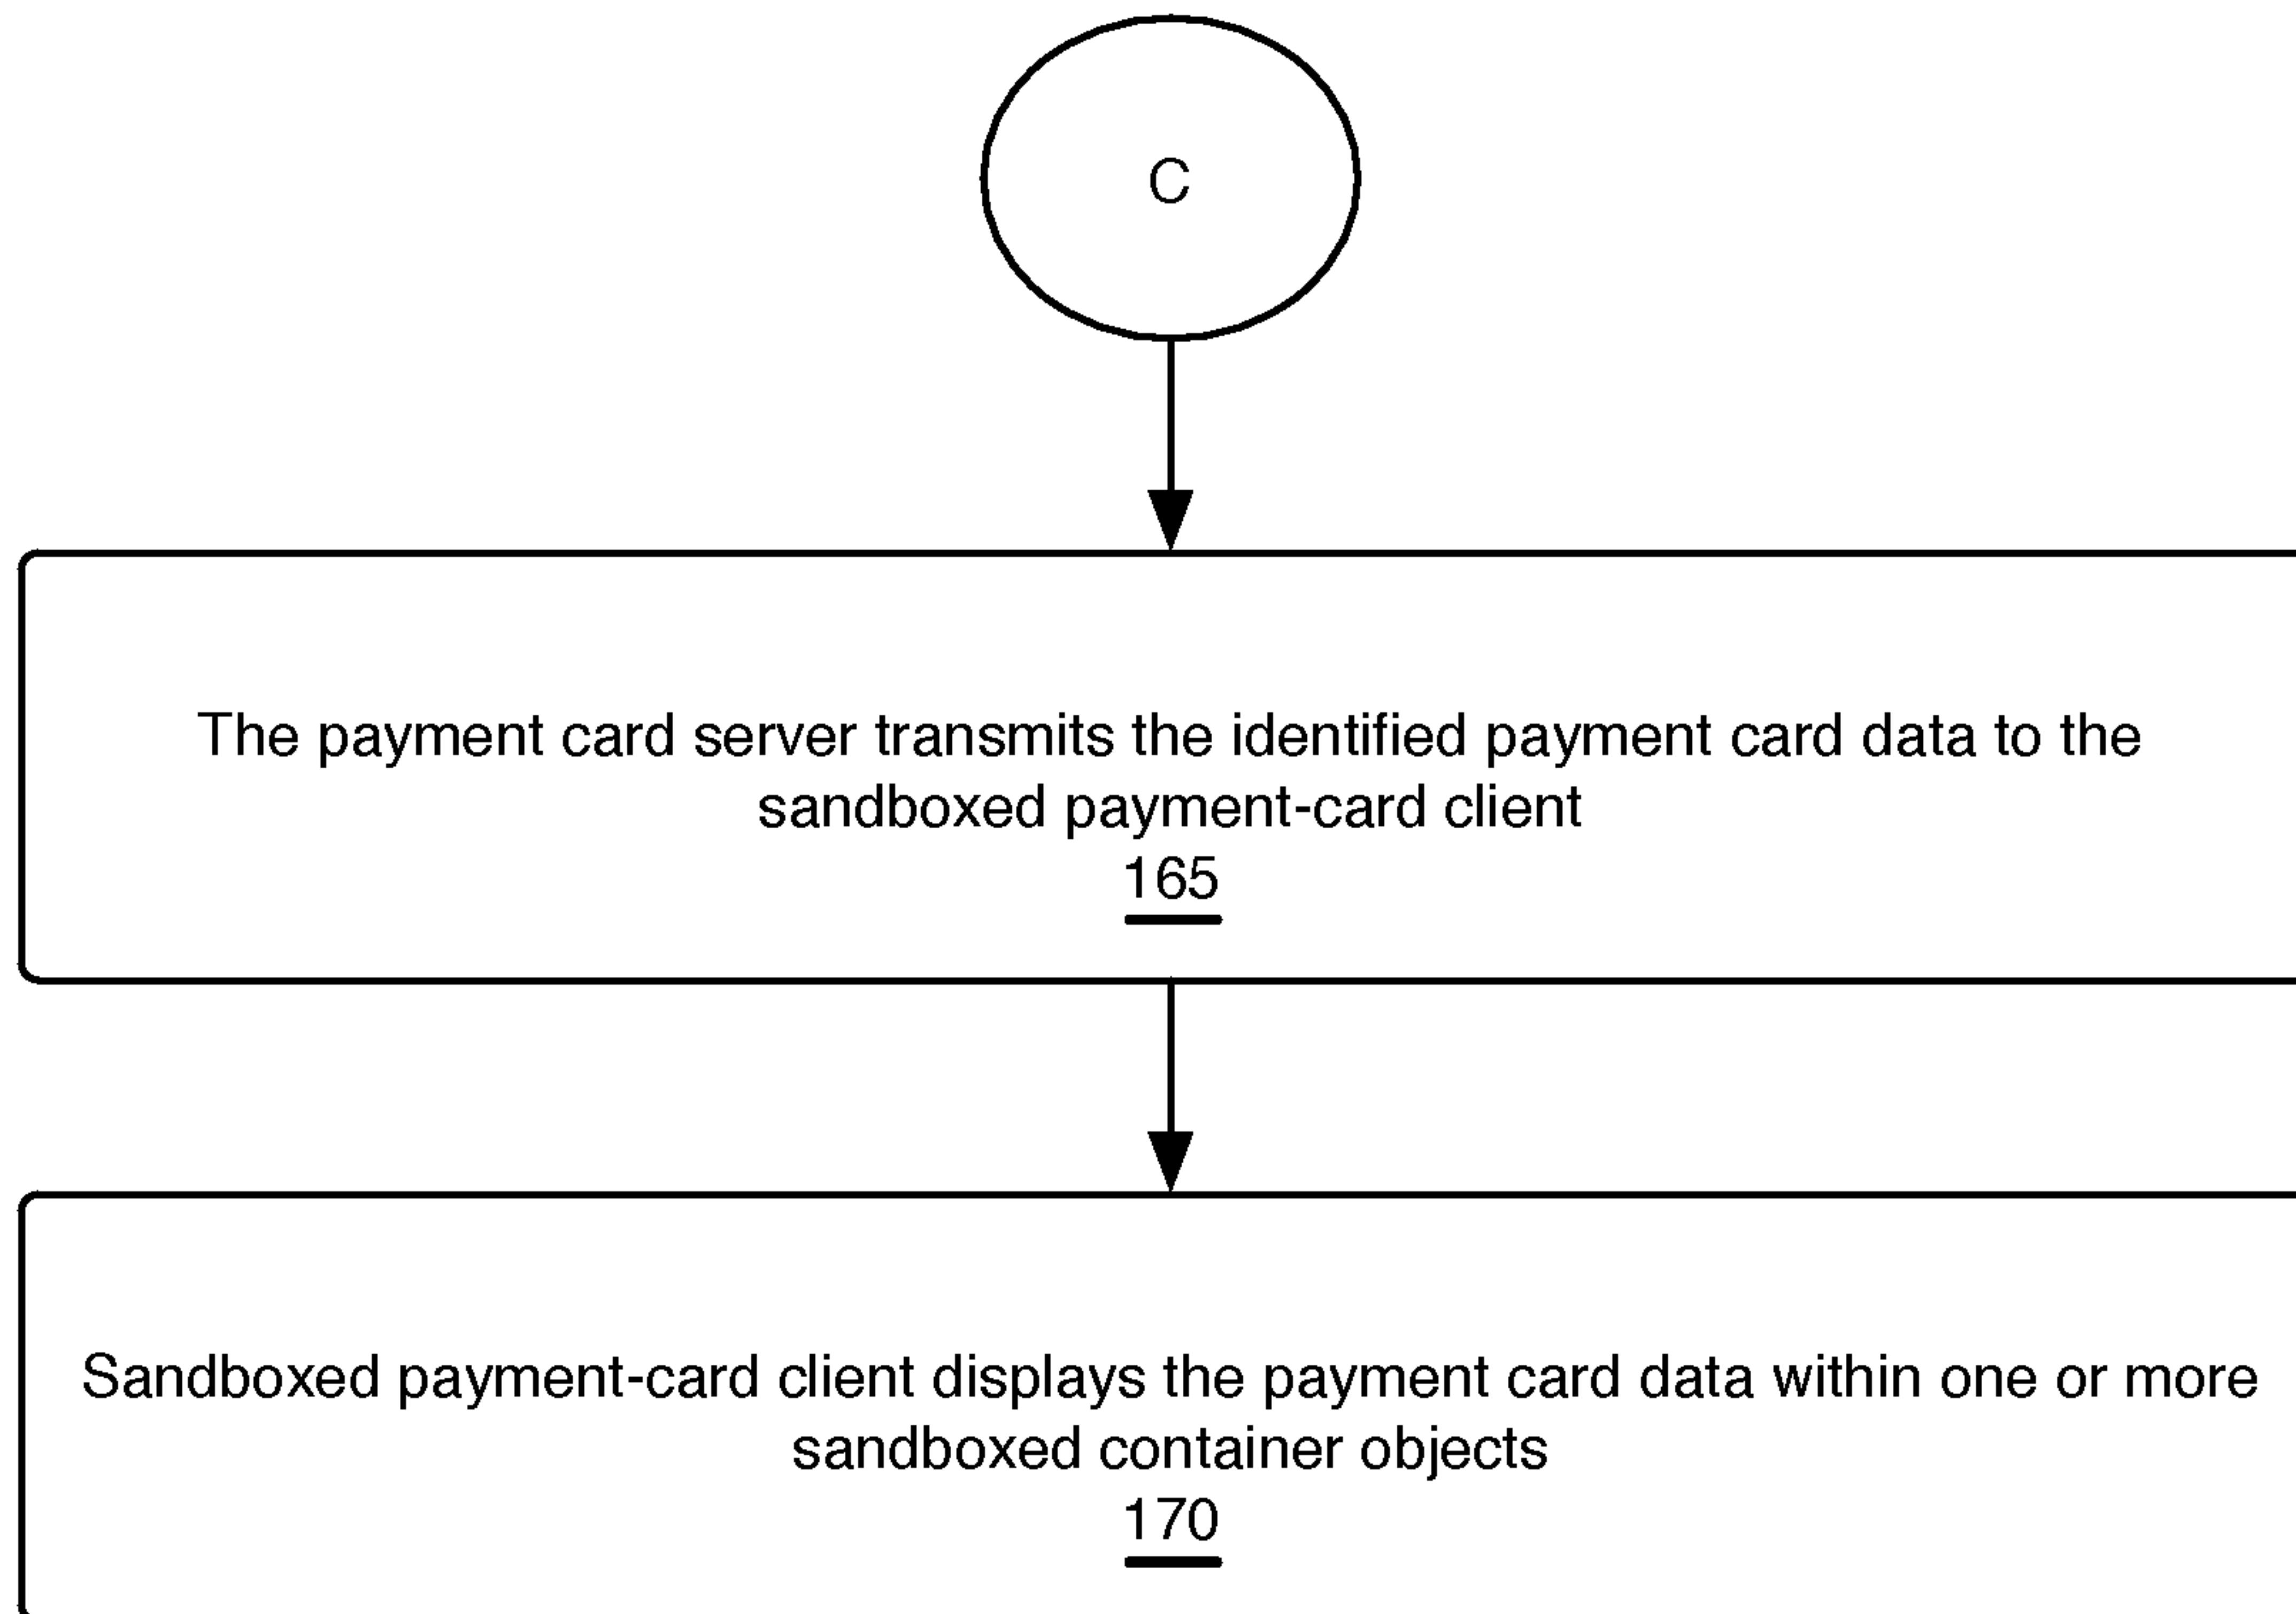 C
The payment card server transmits the identified payment card data to the
sandboxed payment-card client
165
Sandboxed payment-card client displays the payment card data within one or more
sandboxed container objects
170